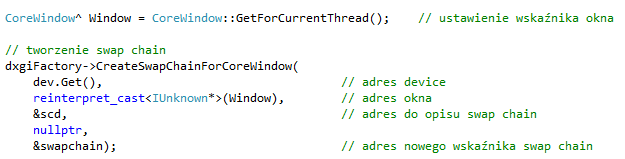 CoreWindow^ Window = CoreWindow::GetForCurrentThread();    // ustawienie wskaźnika okna
// tworzenie swap chain
dxgiFactory->CreateSwapChainForCoreWindow(
    dev.Get(),                                  // adres device
    reinterpret_cast<IUnknown*>(Window),        // adres okna
    &scd,                                       // adres do opisu swap chain
    nullptr,
    &swapchain);                                // adres nowego wskaźnika swap chain